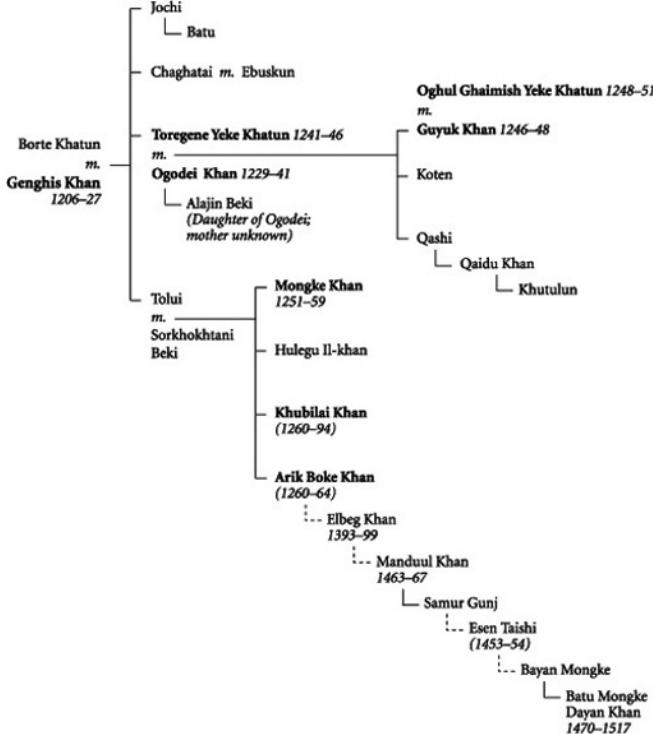 Jochi
Batu
Chaghatai m. Ebuskun
Oghul Ghaimish Yeke Khatun 1248–51
m.
Guyuk Khan 1246–48
Toregene Yeke Khatun 1241–46
m.
Ogodei Khan 1229–41
Borte Khatun
m.
Genghis Khan
1206–27
Koten
Alajin Beki
(Daughter of Ogodei;
mother unknown)
Qashi
Qaidu Khan
Khutulun
Tolui
m.
Sorkhokhtani
Beki
Mongke Khan
1251–59
Hulegu Il-khan
Khubilai Khan
(1260–94)
Arik Boke Khan
(1260–64)
Elbeg Khan
1393–99
Manduul Khan
1463–67
Samur Gunj
Esen Taishi
(1453–54)
Bayan Mongke
Batu Mongke
Dayan Khan
1470–1517